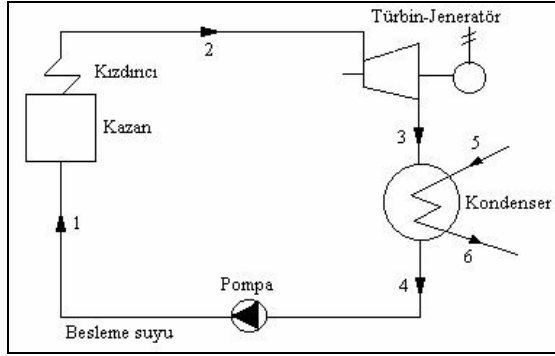 Türbin-Jeneratör
2
Kızdırıcı
Kazan
3
5
Kondenser
1
6
4
Pompa
Besleme suyu